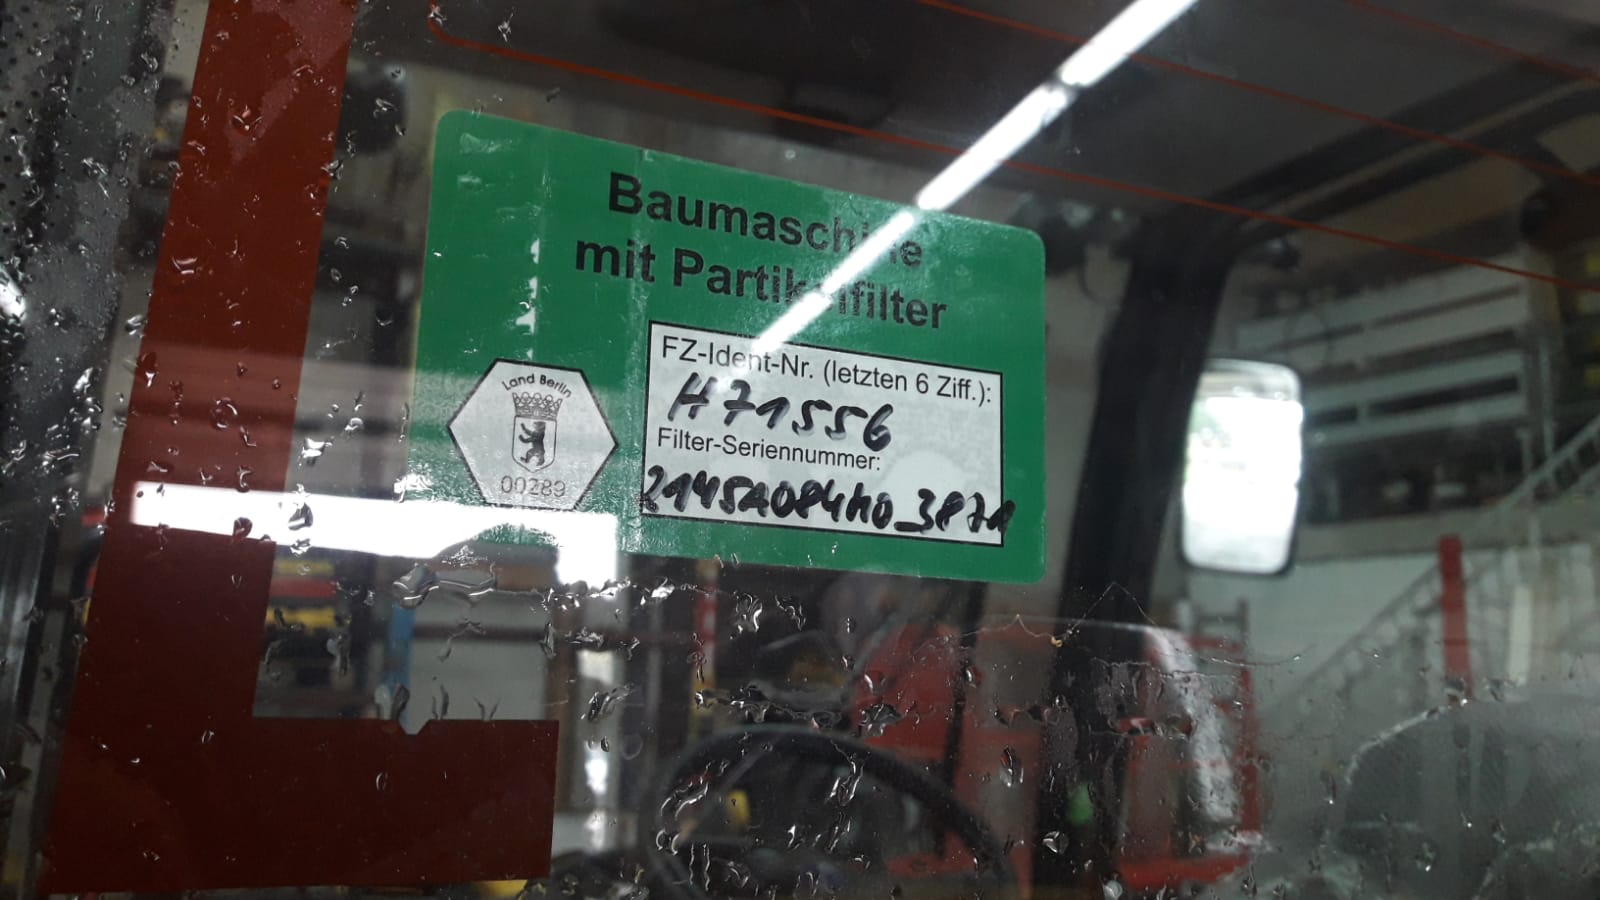 Baumaschine
mit Partikelfilter
FZ-Ident-Nr. (letzten 6 Ziff.):
H71556
Filter-Seriennummer:
Land Berlin
00289